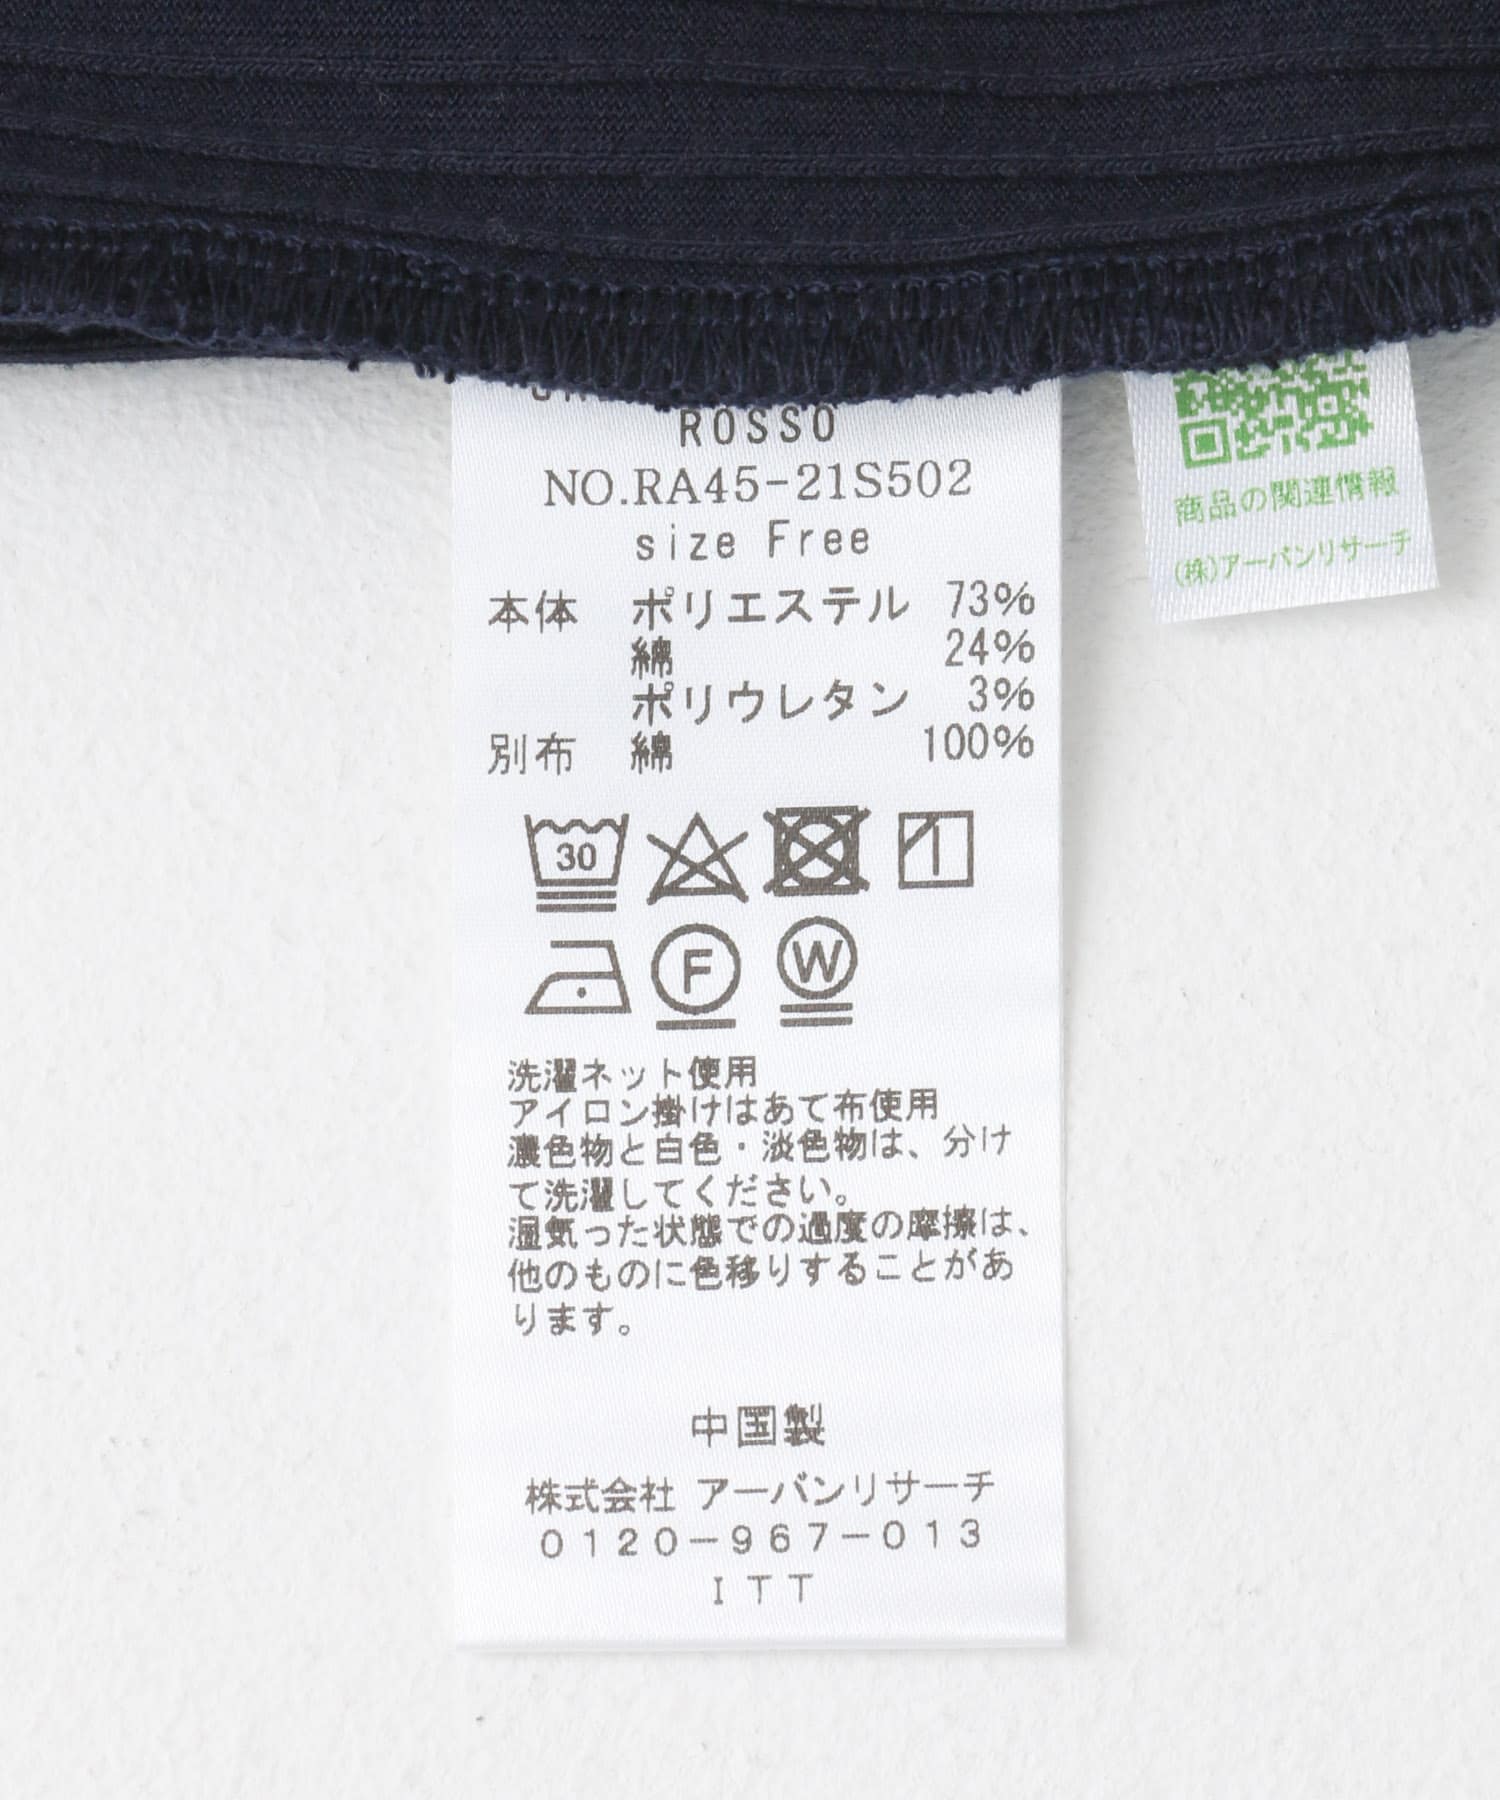 ROSSO
NO.RA45-21S502
size Free
本体 ポリエステル 73%
綿 24%
ポリウレタン 3%
別布 綿 100%
30
F W
洗濯ネット使用
アイロン掛けはあて布使用
濃色物と白色・淡色物は、分け
て洗濯してください。
湿気った状態での過度の摩擦は、
他のものに色移りすることがあ
ります。
中国製
株式会社 アーバンリサーチ
0120-967-013
ITT
商品の関連情報
(株)アーバンリサーチ